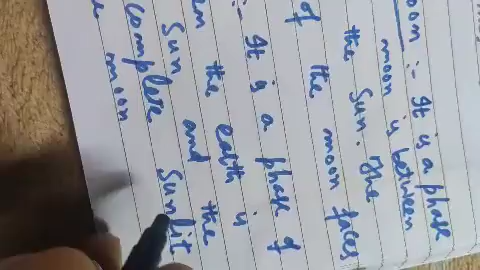 oon :- It is a phase
moon is between
the Sun. The
of the moon faces
:- It is a phase of
em the earth is
Sun and the
complete Sunlit
e moon